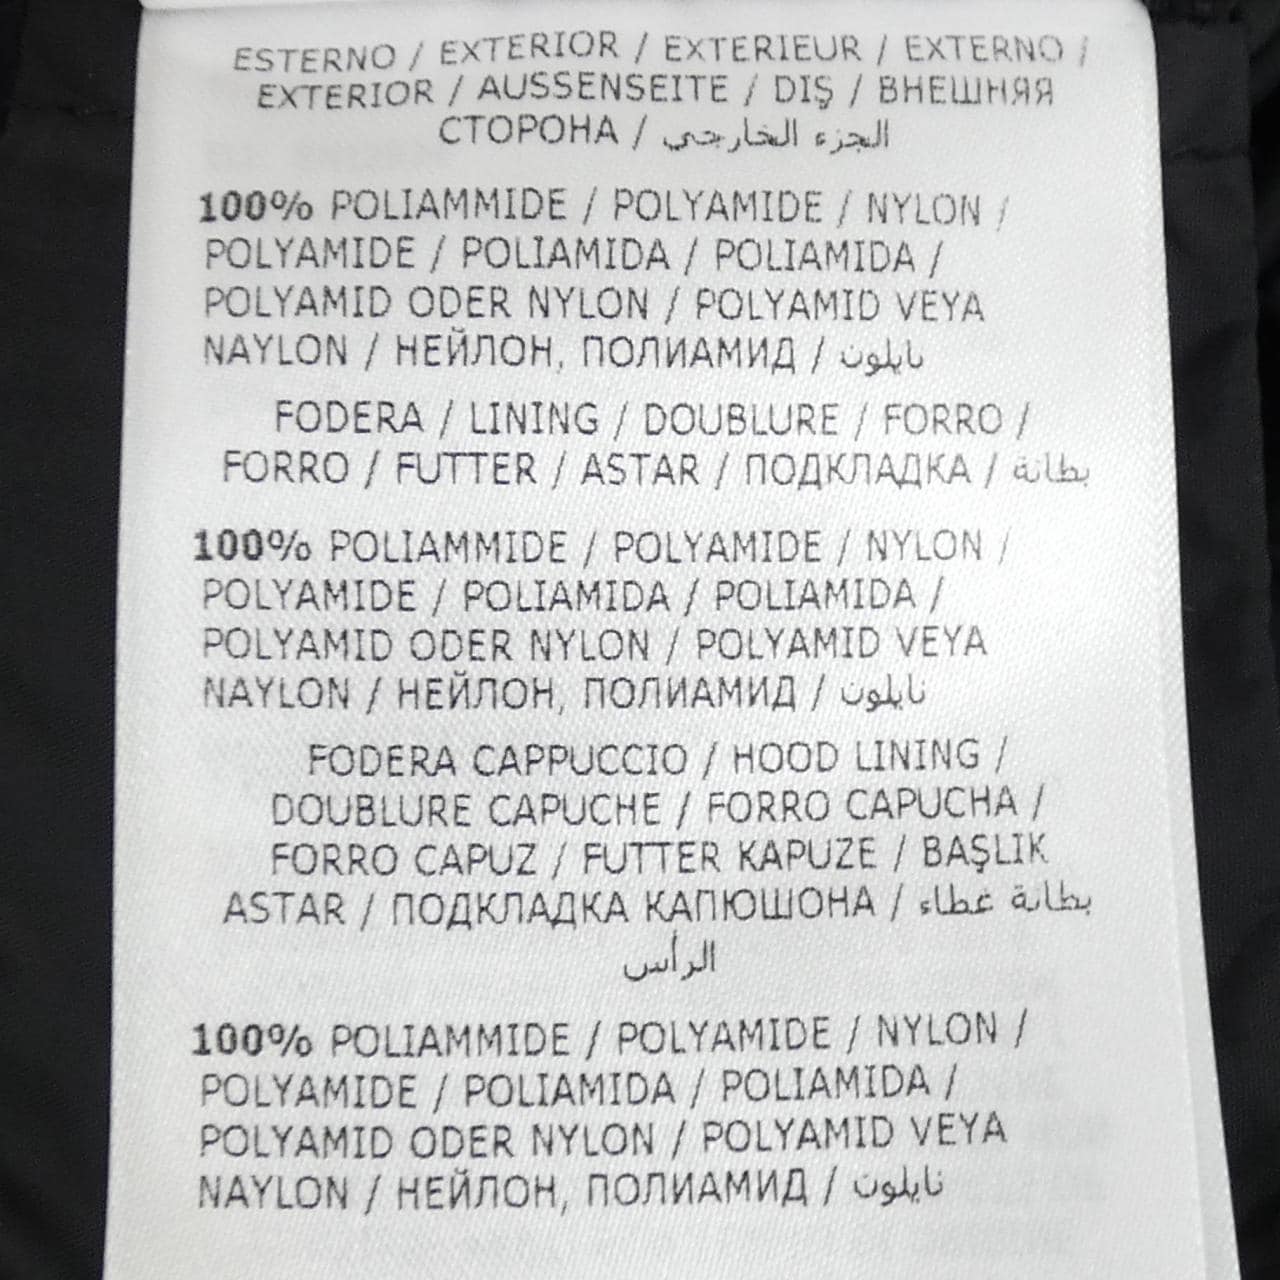 ESTERNO / EXTERIOR / EXTERIEUR / EXTERNO /
EXTERIOR / AUSSENSEITE / DIŞ / ВНЕШНЯЯ
СТОРОНА / الجزء الخارجي
100% POLIAMMIDE / POLYAMIDE / NYLON /
POLYAMIDE / POLIAMIDA / POLIAMIDA /
POLYAMID ODER NYLON / POLYAMID VEYA
NAYLON / НЕЙЛОН, ПОЛИАМИД / نايلون
FODERA / LINING / DOUBLURE / FORRO /
FORRO / FUTTER / ASTAR / ПОДКЛАДКА / بطانة
100% POLIAMMIDE / POLYAMIDE / NYLON /
POLYAMIDE / POLIAMIDA / POLIAMIDA /
POLYAMID ODER NYLON / POLYAMID VEYA
NAYLON / НЕЙЛОН, ПОЛИАМИД / نايلون
FODERA CAPPUCCIO / HOOD LINING /
DOUBLURE CAPUCHE / FORRO CAPUCHA /
FORRO CAPUZ / FUTTER KAPUZE / BAŞLIK
ASTAR / ПОДКЛАДКА КАПЮШОНА / بطانة غطاء
الرأس
100% POLIAMMIDE / POLYAMIDE / NYLON /
POLYAMIDE / POLIAMIDA / POLIAMIDA /
POLYAMID ODER NYLON / POLYAMID VEYA
NAYLON / НЕЙЛОН, ПОЛИАМИД / نايلون